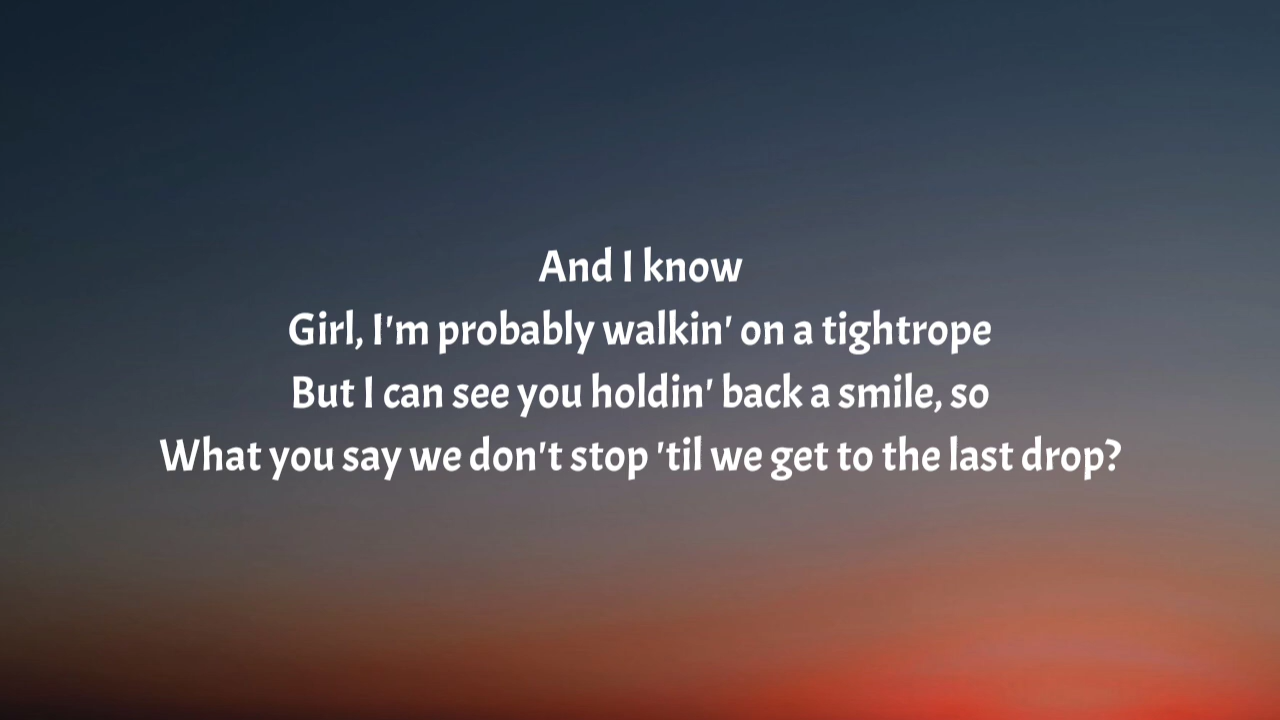 And I know
Girl, I'm probably walkin' on a tightrope
But I can see you holdin' back a smile, so
What you say we don't stop 'til we get to the last drop?